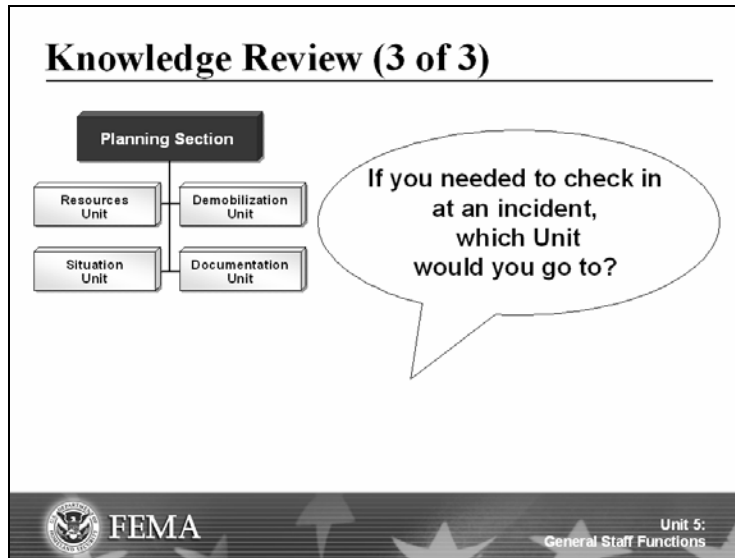 Knowledge Review (3 of 3)
Planning Section
Resources
Unit
Demobilization
Unit
Situation
Unit
Documentation
Unit
If you needed to check in
at an incident,
which Unit
would you go to?
FEMA
Unit 5:
General Staff Functions